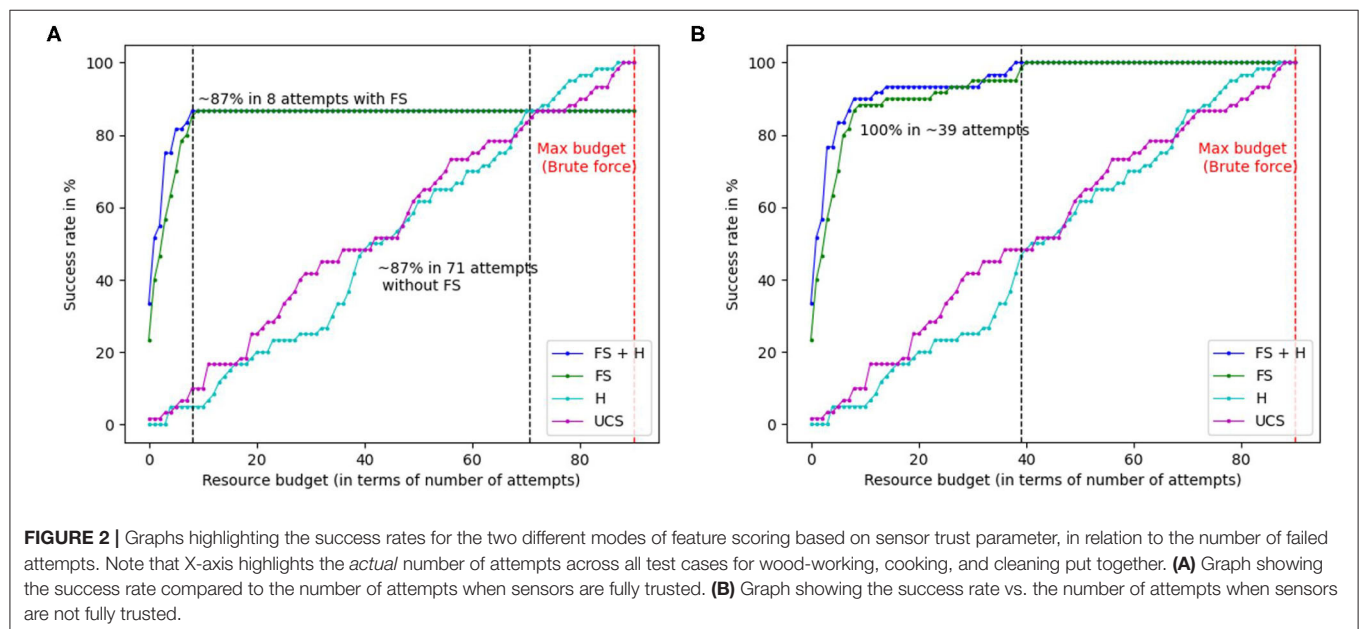 A
~87% in 8 attempts with FS
Max budget
(Brute force)
~87% in 71 attempts
without FS
100
80
60
40
20
0
Success rate in %
FS + H
FS
H
UCS
0 20 40 60 80
Resource budget (in terms of number of attempts)
B
100% in ~39 attempts
Max budget
(Brute force)
100
80
60
40
20
0
Success rate in %
FS + H
FS
H
UCS
0 20 40 60 80
Resource budget (in terms of number of attempts)
FIGURE 2 | Graphs highlighting the success rates for the two different modes of feature scoring based on sensor trust parameter, in relation to the number of failed
attempts. Note that X-axis highlights the actual number of attempts across all test cases for wood-working, cooking, and cleaning put together. (A) Graph showing
the success rate compared to the number of attempts when sensors are fully trusted. (B) Graph showing the success rate vs. the number of attempts when sensors
are not fully trusted.